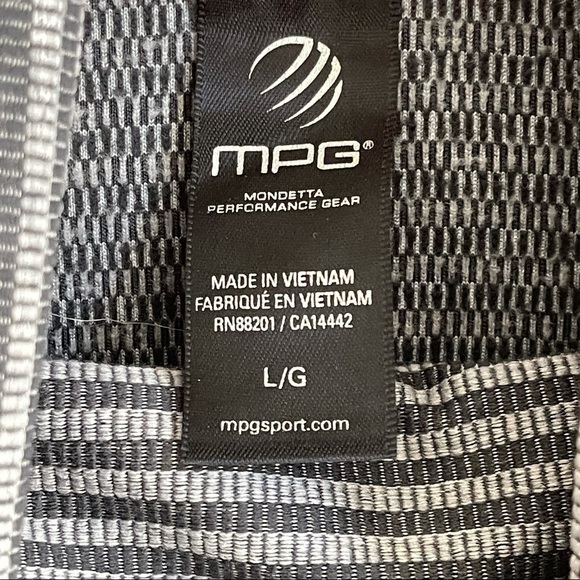 MPG®
MONDETTA
PERFORMANCE GEAR
MADE IN VIETNAM
FABRIQUÉ EN VIETNAM
RN88201 / CA14442
L/G
mpgsport.com